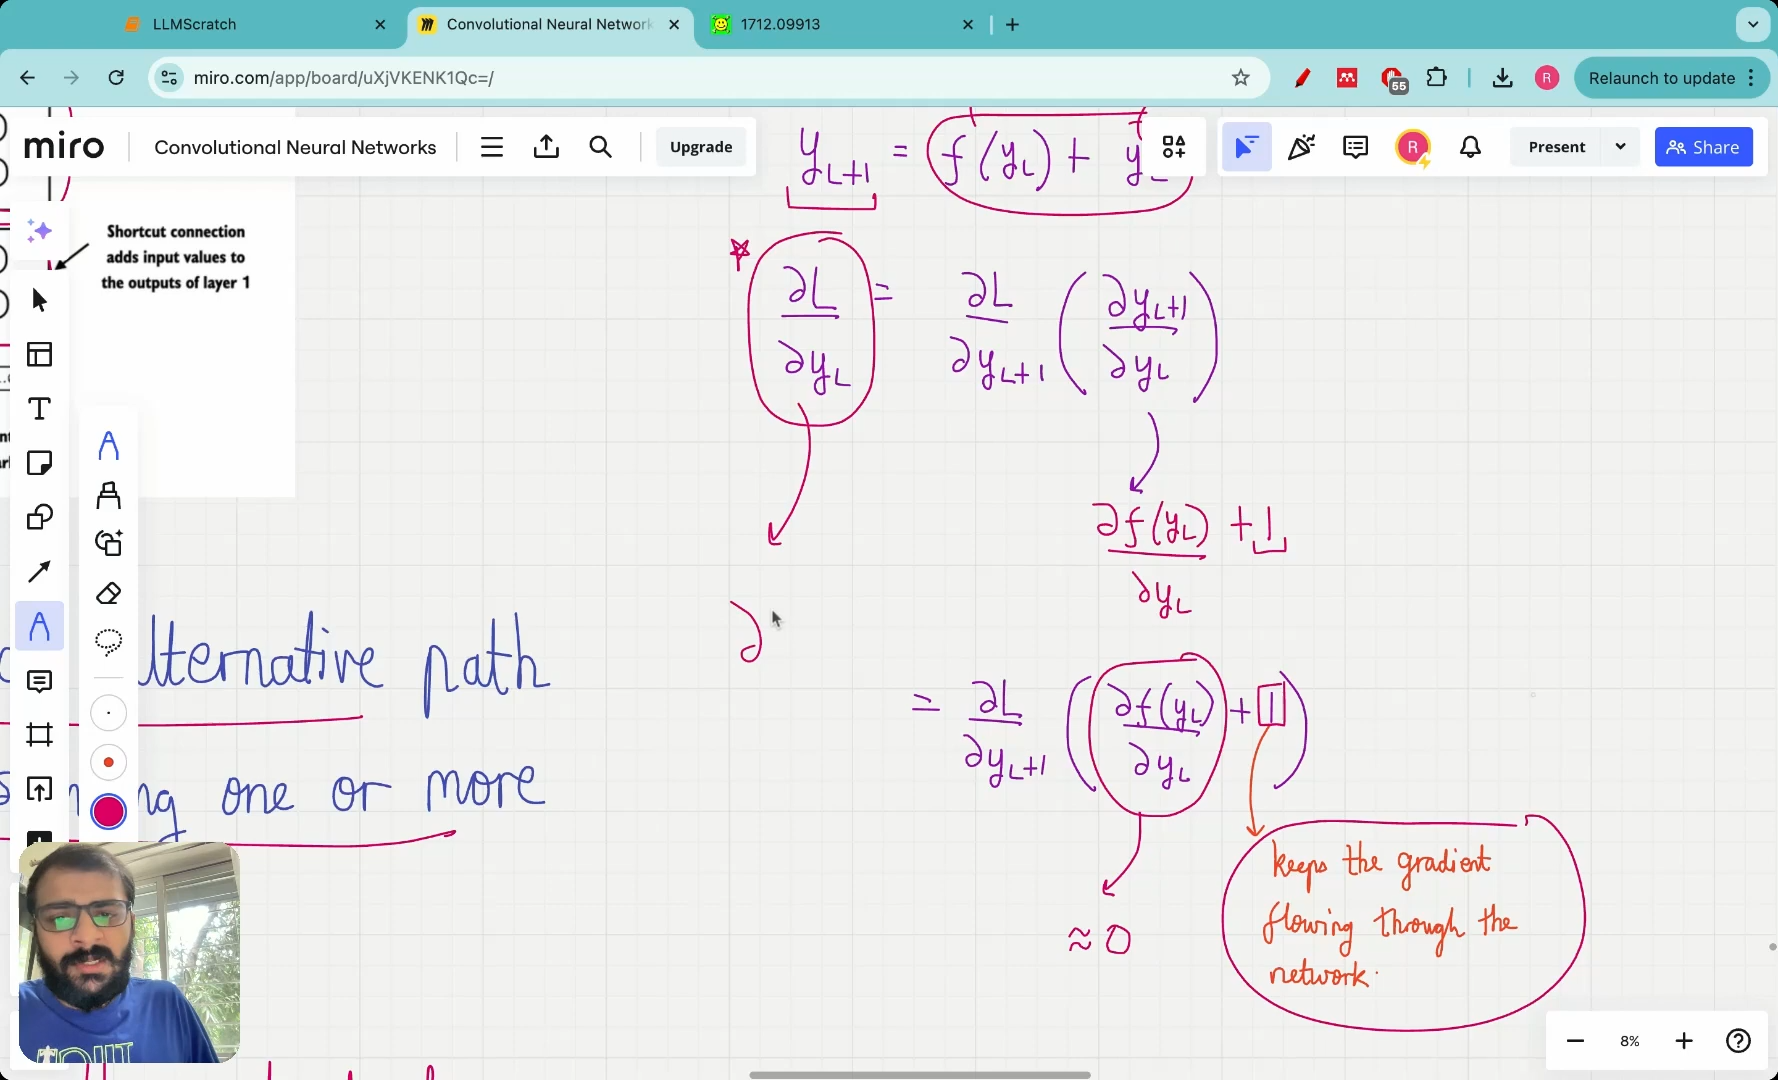 LLMScratch
Convolutional Neural Network
1712.09913
miro.com/app/board/uXjVKENK1Qc=/
55
R
Relaunch to update
miro
Convolutional Neural Networks
Upgrade
R
Present
Share
y_{L+1} = f(y_L) + y_L
Shortcut connection
adds input values to
the outputs of layer 1
∂L/∂y_L = ∂L/∂y_{L+1} (∂y_{L+1}/∂y_L)
∂f(y_L)/∂y_L + 1
∂
= ∂L/∂y_{L+1} (∂f(y_L)/∂y_L + 1)
≈ 0
keeps the gradient
flowing through the
network.
lternative path
ng one or more
8%